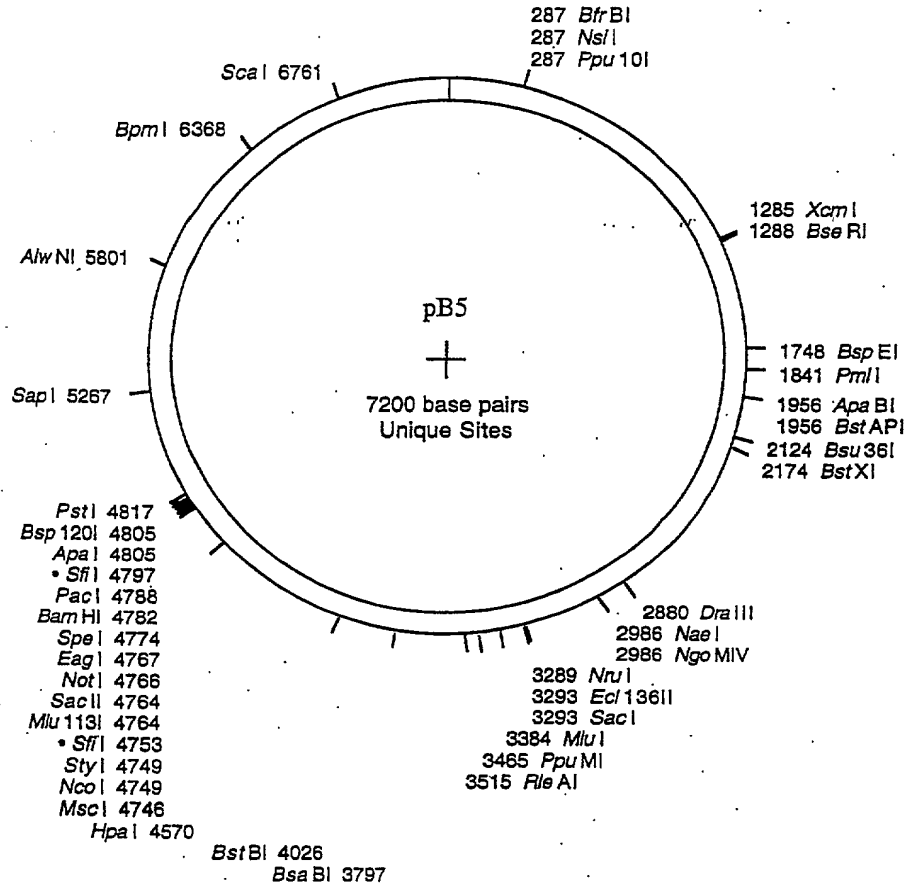 287 BfrBI
287 NsiI
287 Ppu10I
ScaI 6761
BpmI 6368
1285 XcmI
1288 BseRI
AlwNI 5801
pB5
1748 BspEI
1841 PmlI
7200 base pairs
Unique Sites
SapI 5267
1956 ApaBI
1956 BstAPI
2124 Bsu36I
2174 BstXI
PstI 4817
Bsp120I 4805
ApaI 4805
• SfiI 4797
PacI 4788
BamHI 4782
SpeI 4774
EagI 4767
NotI 4766
SacII 4764
Mlu113I 4764
• SfiI 4753
StyI 4749
NcoI 4749
MscI 4746
HpaI 4570
BstBI 4026
BsaBI 3797
2880 DraIII
2986 NaeI
2986 NgoMIV
3289 NruI
3293 Ecl136II
3293 SacI
3384 MluI
3465 PpuMI
3515 RleAI